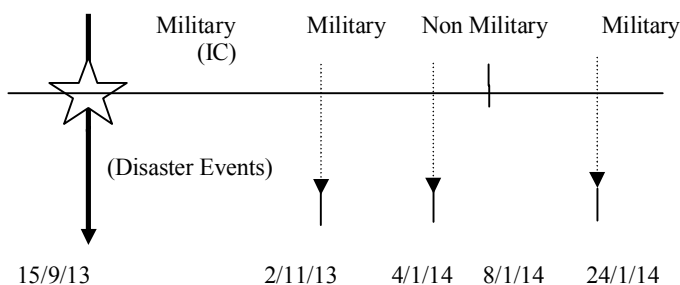 Military Military Non Military Military
(IC)
(Disaster Events)
15/9/13 2/11/13 4/1/14 8/1/14 24/1/14